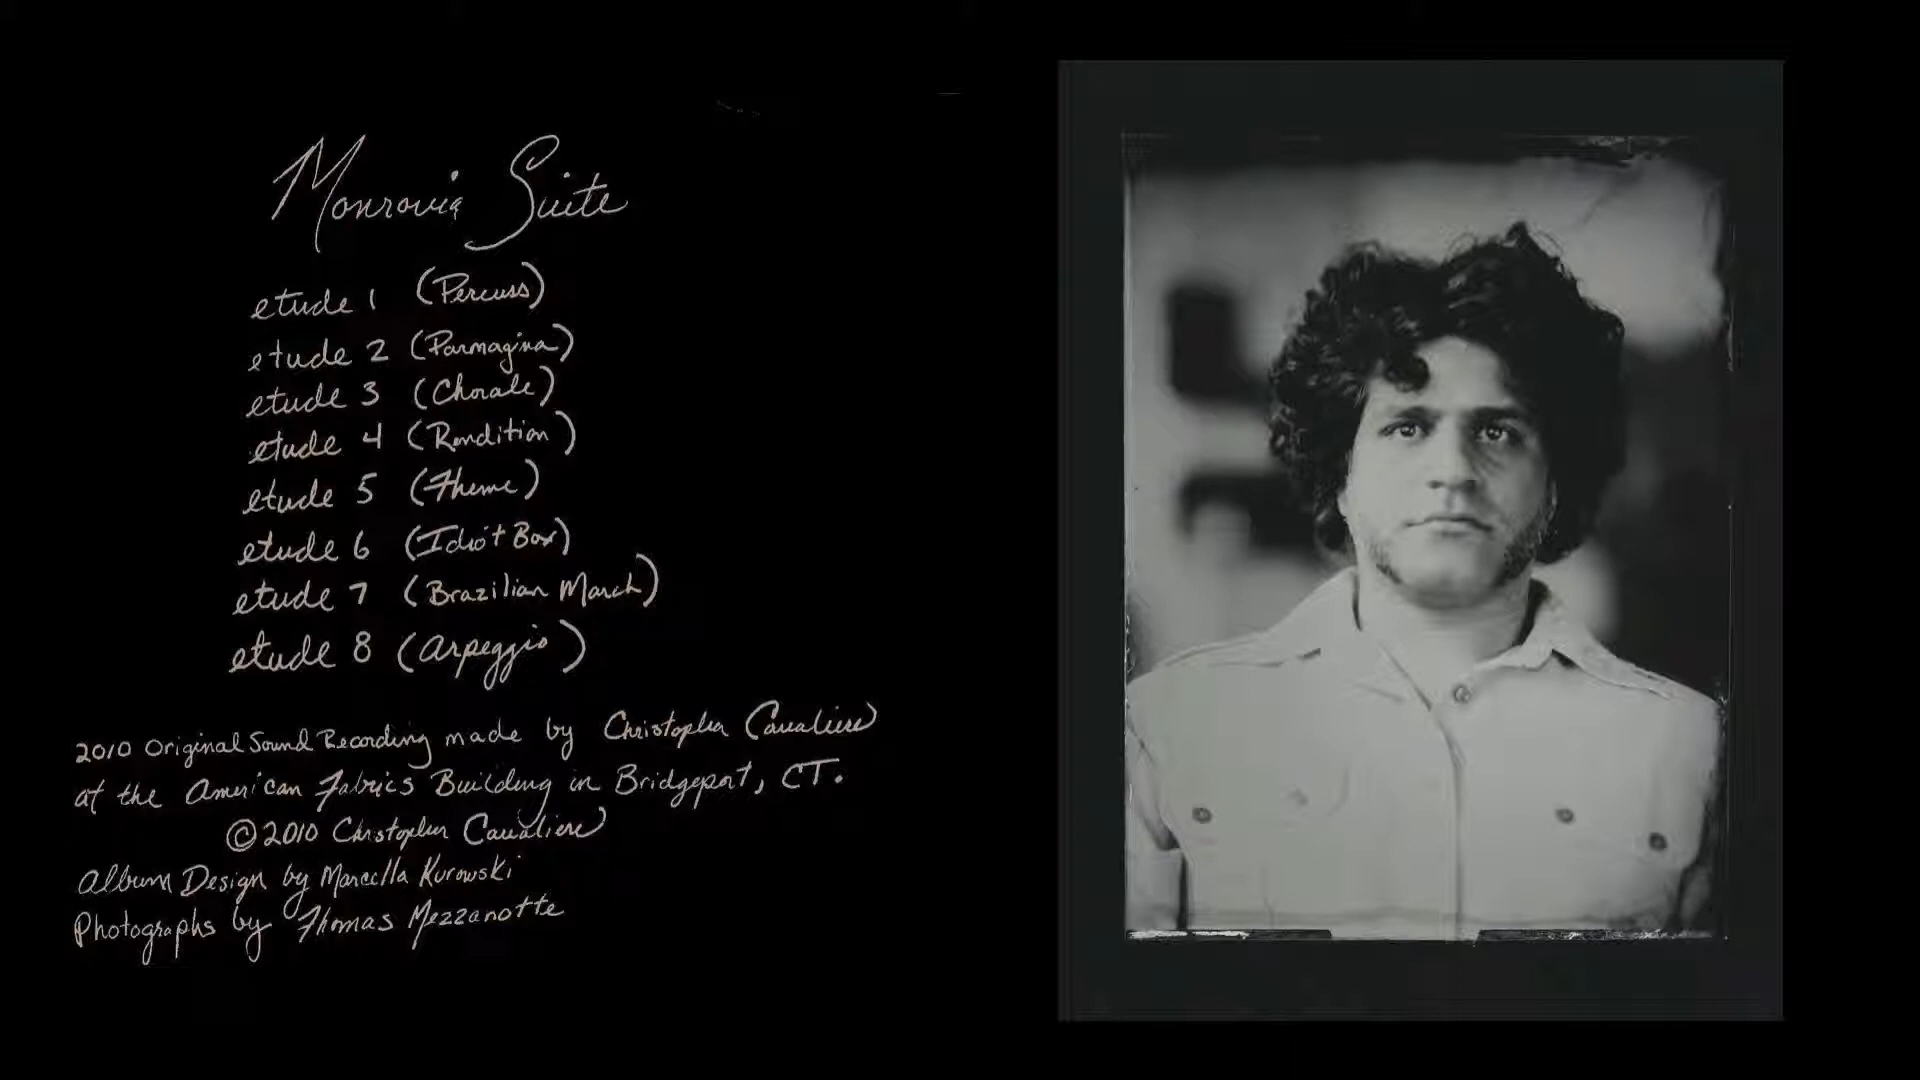 Monrovia Suite
etude 1 (Percuss)
etude 2 (Parmagina)
etude 3 (Chorale)
etude 4 (Rendition)
etude 5 (Theme)
etude 6 (Idiot Box)
etude 7 (Brazilian March)
etude 8 (Arpeggio)
2010 Original Sound Recording made by Christopher Cavaliere
at the American Fabrics Building in Bridgeport, CT.
©2010 Christopher Cavaliere
Album Design by Marcella Kurowski
Photographs by Thomas Mezzanotte